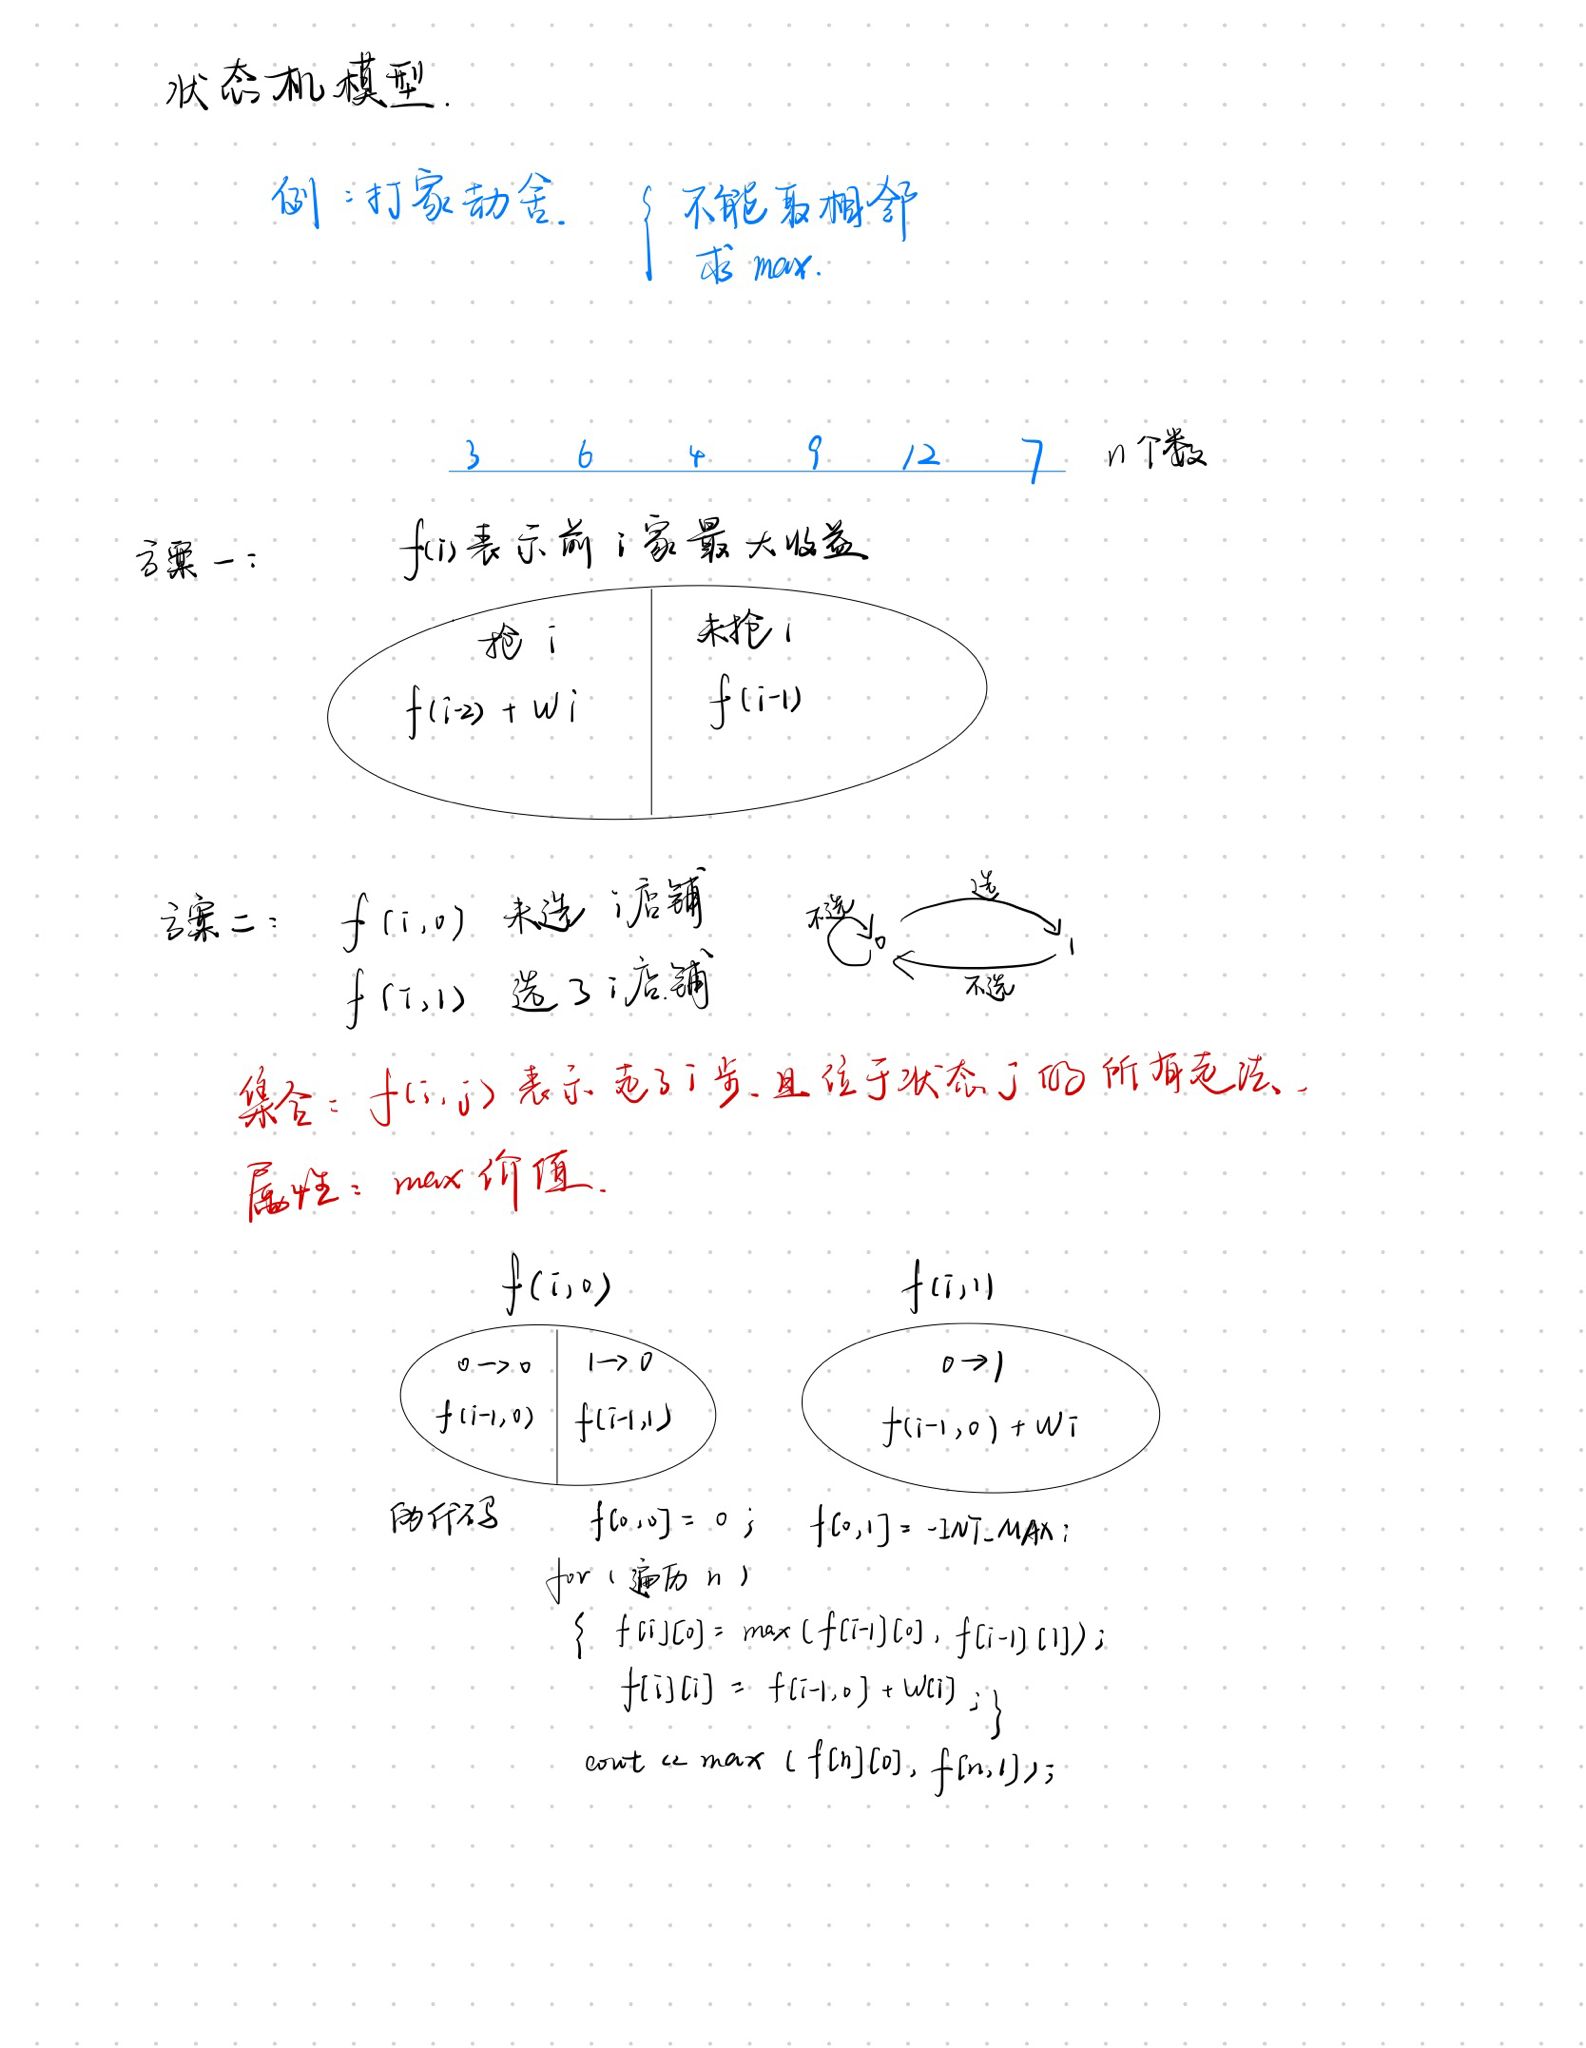 状态机模型.
例:打家劫舍. { 不能取相邻
求 max.
3 6 4 9 12 7 n个数
方案一: f(i)表示前i家最大收益
抢 i 未抢 i
f(i-2) + Wi f(i-1)
方案二: f(i,0) 未选 i店铺
f(i,1) 选了i店铺
不选 0 选 1
不选
集合: f(i,j) 表示走了i步、且位于状态j的所有走法.
属性: max价值.
f(i,0) f(i,1)
0→0 1→0 0→1
f(i-1,0) f(i-1,1) f(i-1,0) + Wi
f[0,0] = 0; f[0,1] = -INT_MAX;
for (遍历 n)
{ f[i][0] = max(f[i-1][0], f[i-1][1]);
f[i][i] = f[i-1,0] + W[i] ; }
cout << max (f[n][0], f[n,1]);